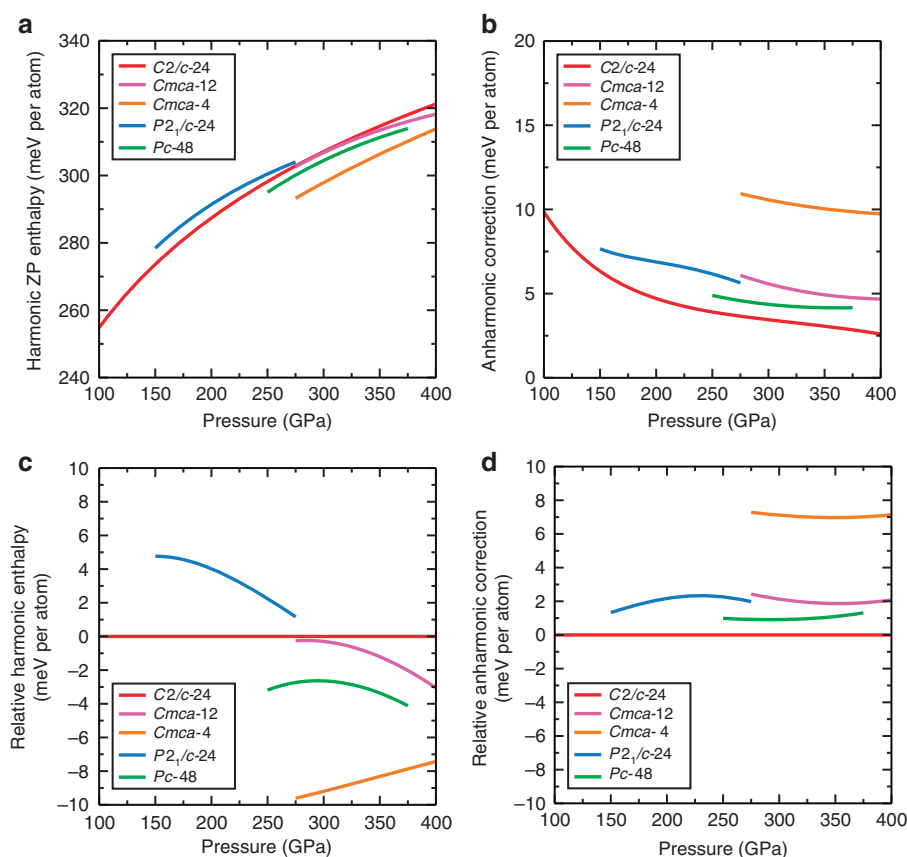 a
Harmonic ZP enthalpy (meV per atom)
340
320
300
280
260
240
C2/c-24
Cmca-12
Cmca-4
P2₁/c-24
Pc-48
100 150 200 250 300 350 400
Pressure (GPa)
b
Anharmonic correction (meV per atom)
20
15
10
5
0
C2/c-24
Cmca-12
Cmca-4
P2₁/c-24
Pc-48
100 150 200 250 300 350 400
Pressure (GPa)
c
Relative harmonic enthalpy
(meV per atom)
10
8
6
4
2
0
−2
−4
−6
−8
−10
C2/c-24
Cmca-12
Cmca-4
P2₁/c-24
Pc-48
100 150 200 250 300 350 400
Pressure (GPa)
d
Relative anharmonic correction
(meV per atom)
10
8
6
4
2
0
−2
−4
−6
−8
−10
C2/c-24
Cmca-12
Cmca- 4
P2₁/c-24
Pc- 48
100 150 200 250 300 350 400
Pressure (GPa)